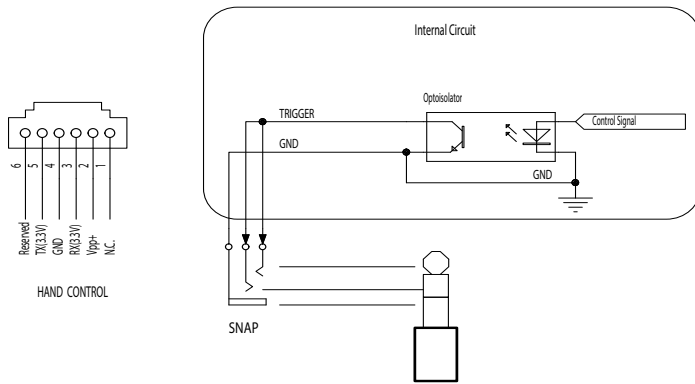 Internal Circuit
Optoisolator
TRIGGER
Control Signal
GND
GND
6
5
4
3
2
1
Reserved
TX(3.3V)
GND
RX(3.3V)
Vpp+
N.C.
HAND CONTROL
SNAP